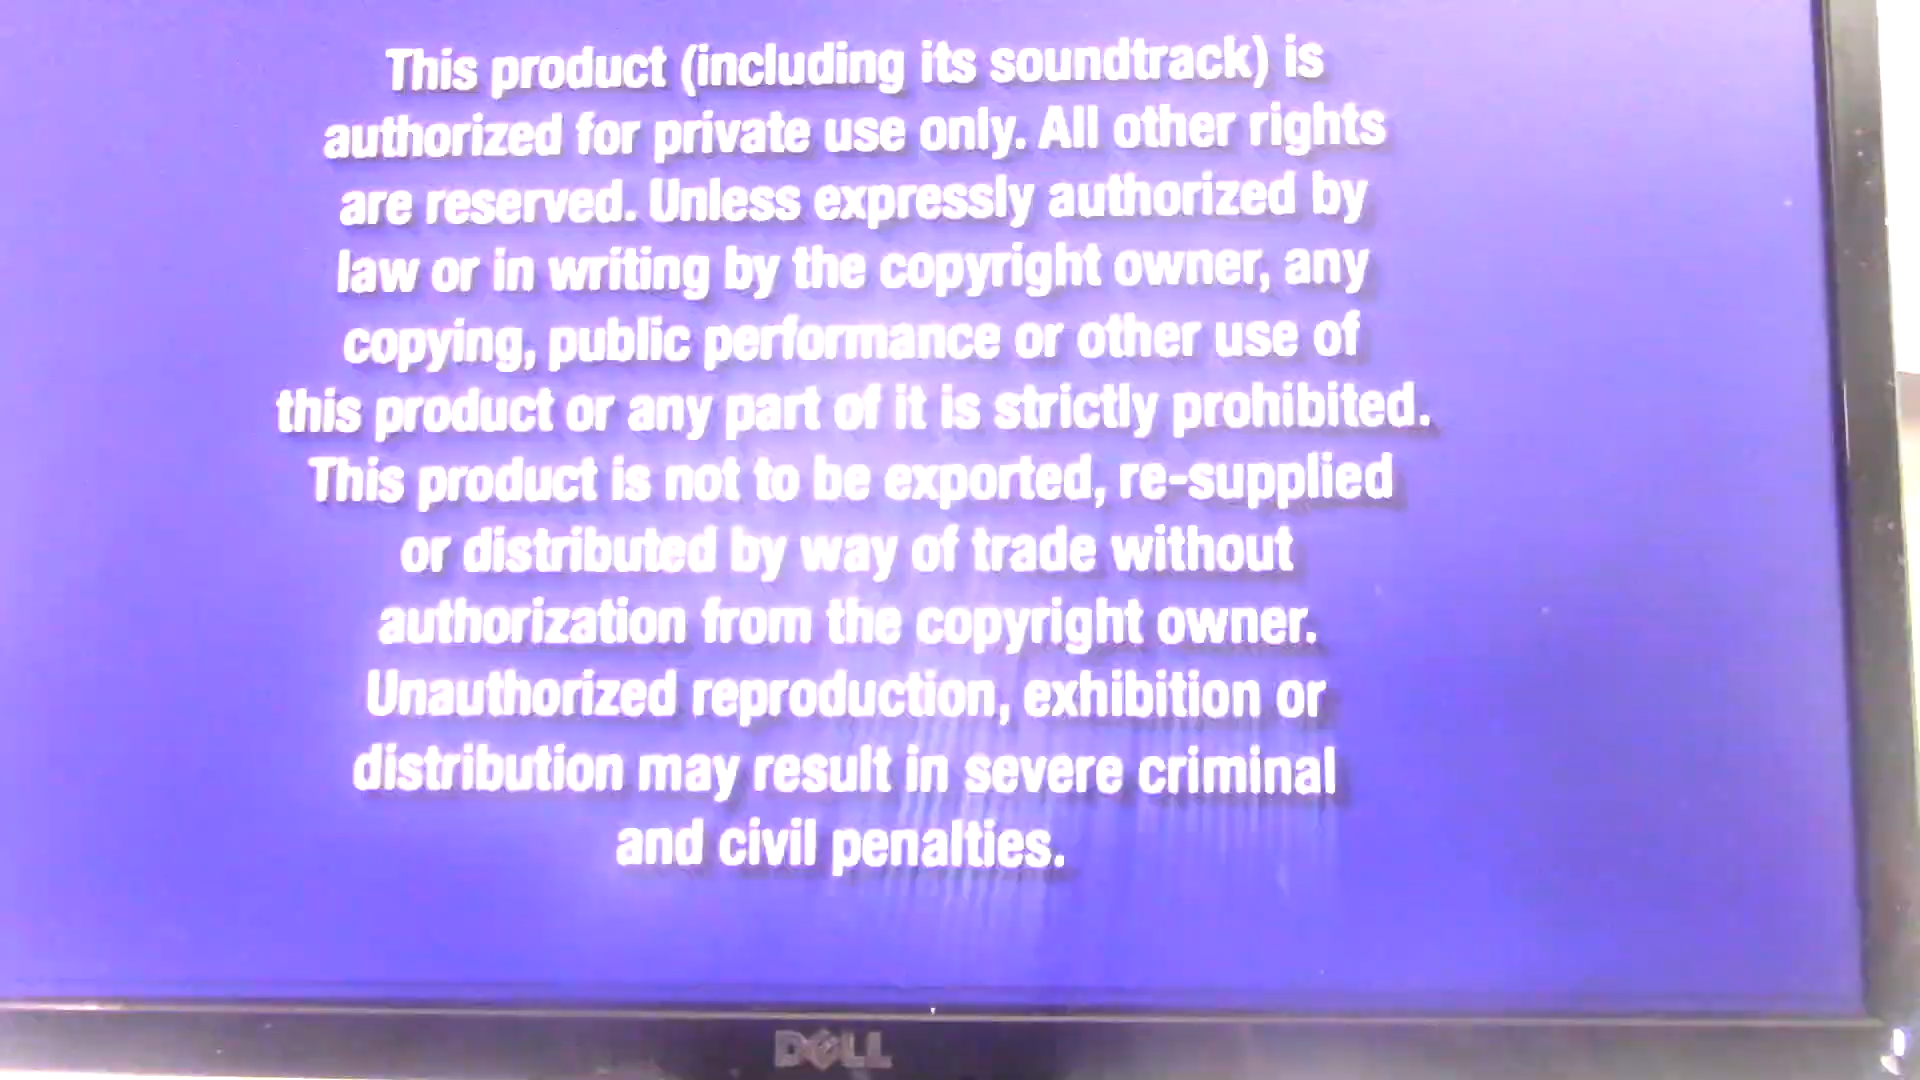 This product (including its soundtrack) is
authorized for private use only. All other rights
are reserved. Unless expressly authorized by
law or in writing by the copyright owner, any
copying, public performance or other use of
this product or any part of it is strictly prohibited.
This product is not to be exported, re-supplied
or distributed by way of trade without
authorization from the copyright owner.
Unauthorized reproduction, exhibition or
distribution may result in severe criminal
and civil penalties.
DELL